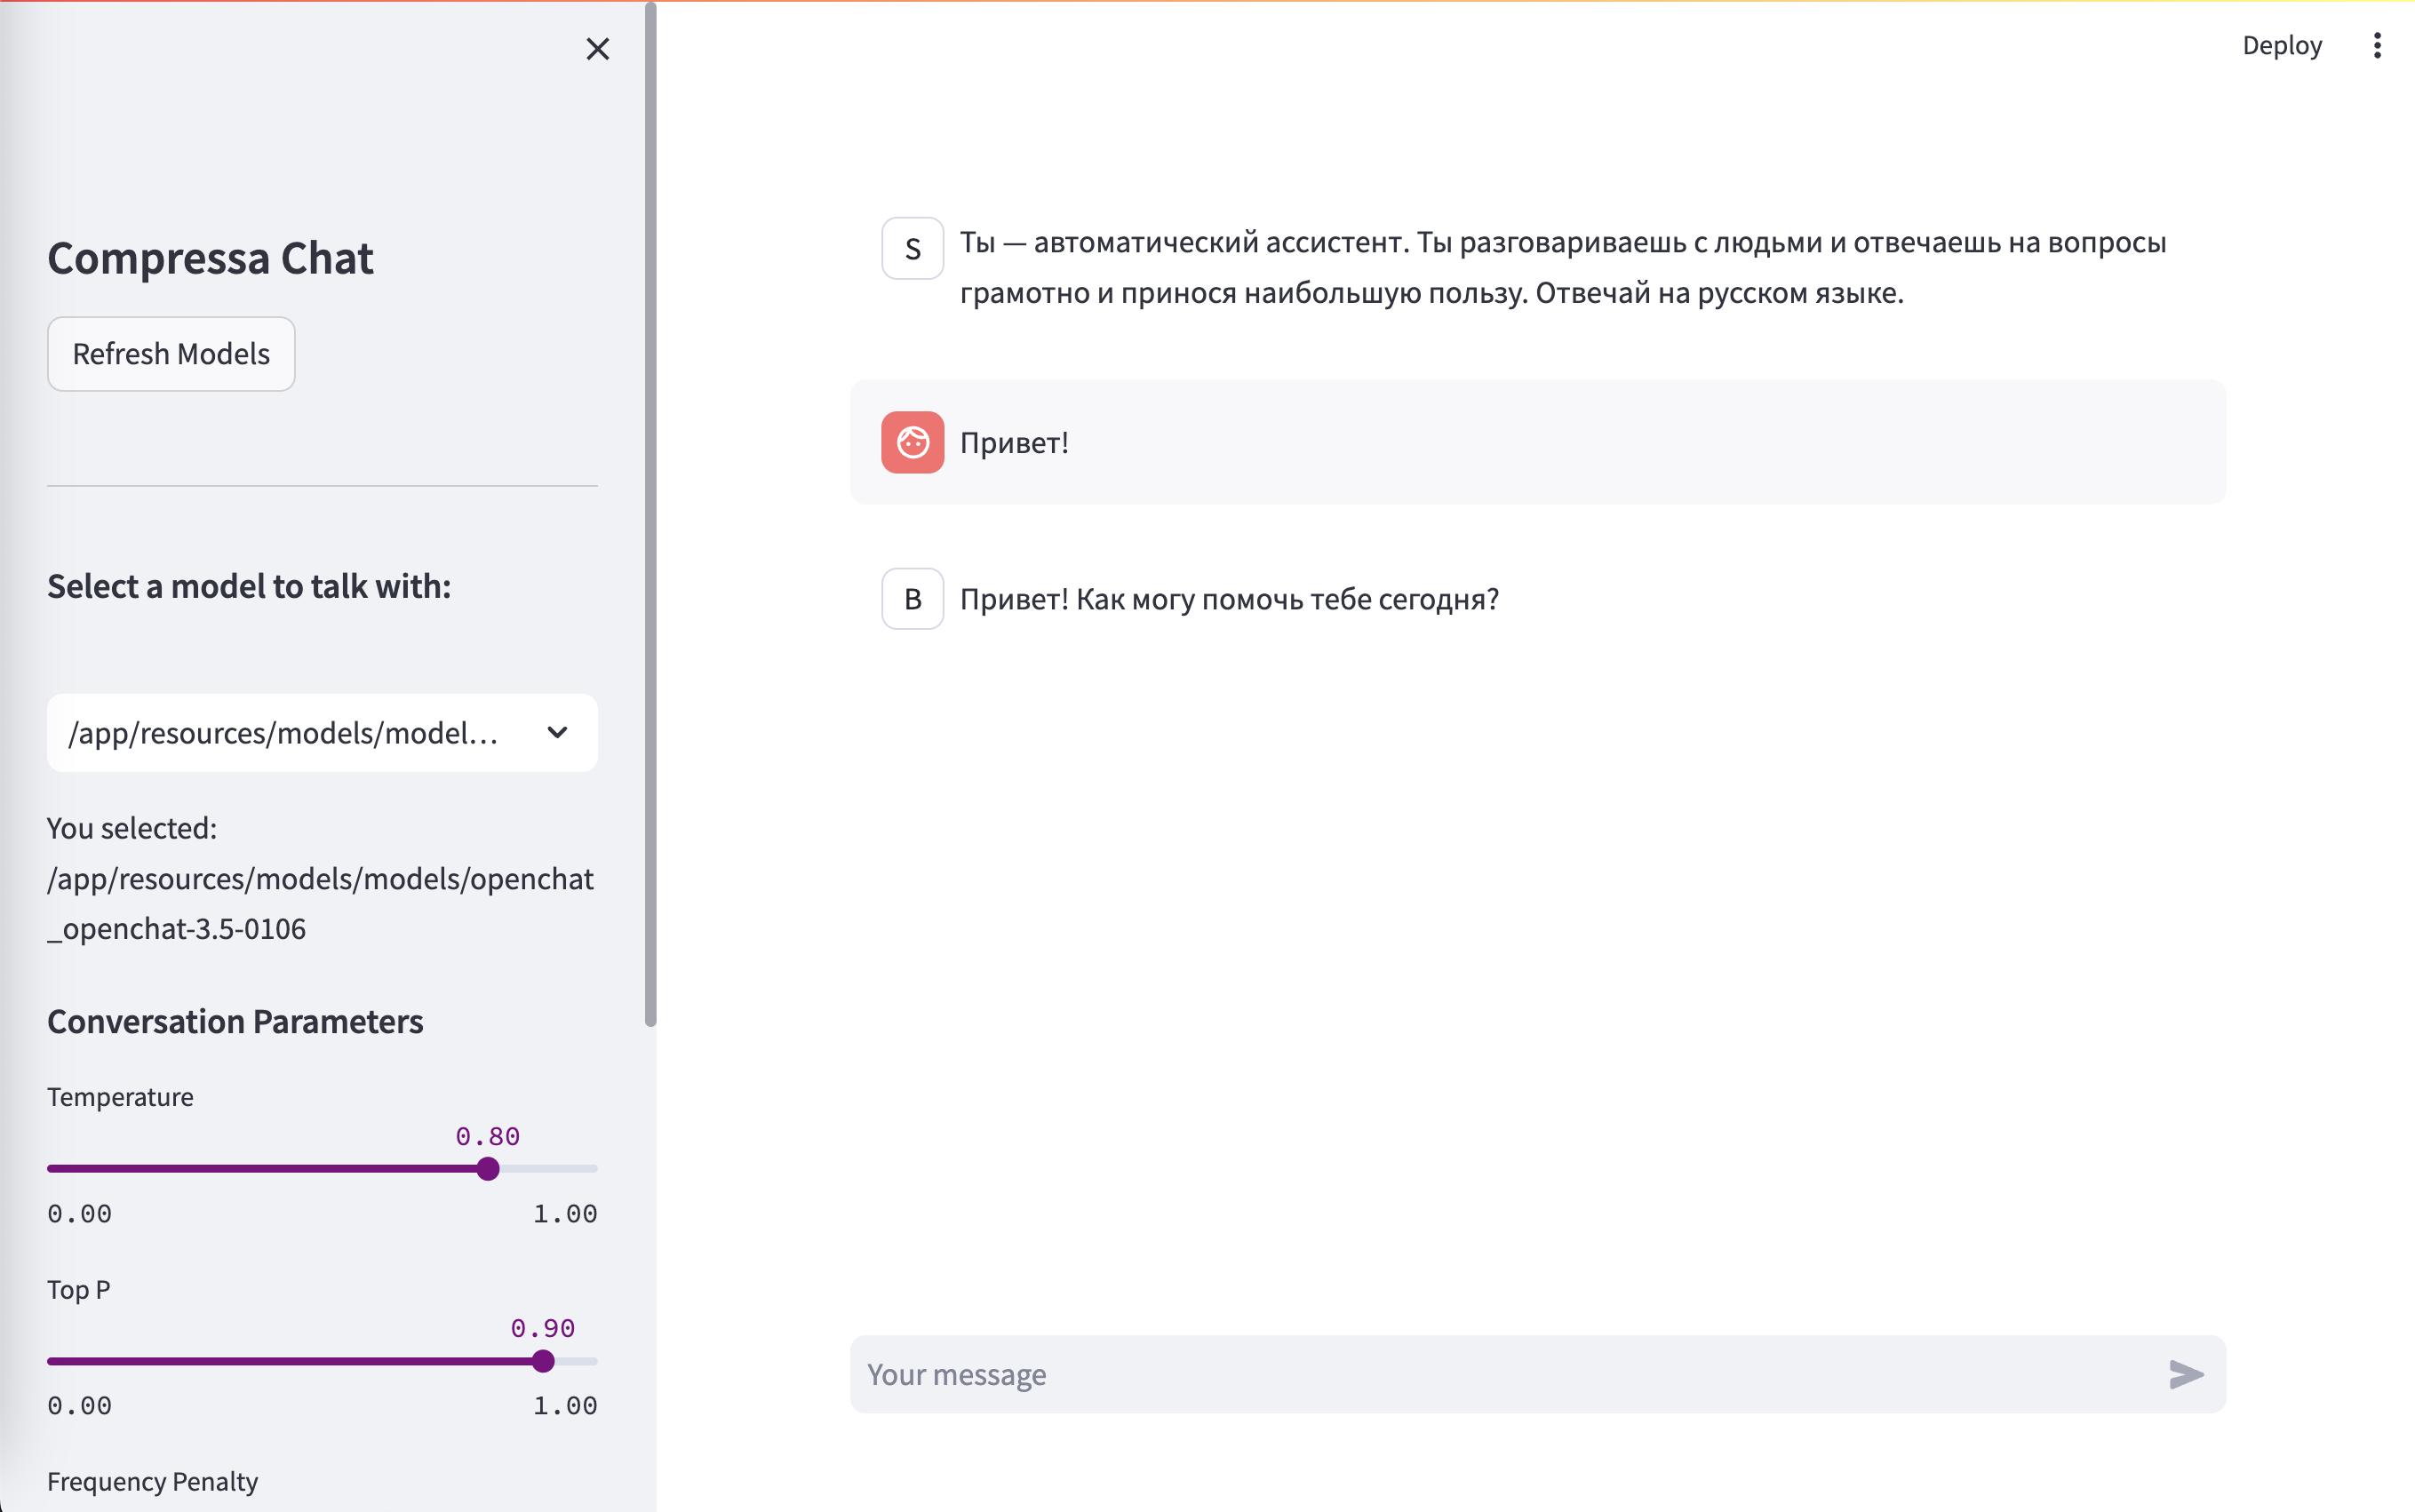 Compressa Chat
Refresh Models
Select a model to talk with:
/app/resources/models/model...
You selected:
/app/resources/models/models/openchat
_openchat-3.5-0106
Conversation Parameters
Temperature
0.80
0.00 1.00
Top P
0.90
0.00 1.00
Frequency Penalty
Deploy
S
Ты — автоматический ассистент. Ты разговариваешь с людьми и отвечаешь на вопросы
грамотно и принося наибольшую пользу. Отвечай на русском языке.
Привет!
B
Привет! Как могу помочь тебе сегодня?
Your message